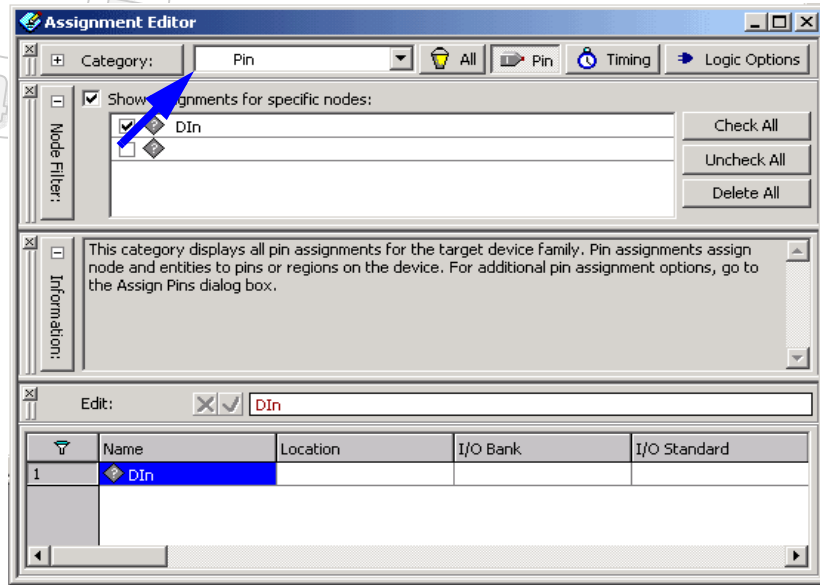 Assignment Editor
Category: Pin All Pin Timing Logic Options
Show assignments for specific nodes:
Node Filter:
DIn
Check All
Uncheck All
Delete All
Information:
This category displays all pin assignments for the target device family. Pin assignments assign
node and entities to pins or regions on the device. For additional pin assignment options, go to
the Assign Pins dialog box.
Edit: DIn
Name Location I/O Bank I/O Standard
1 DIn